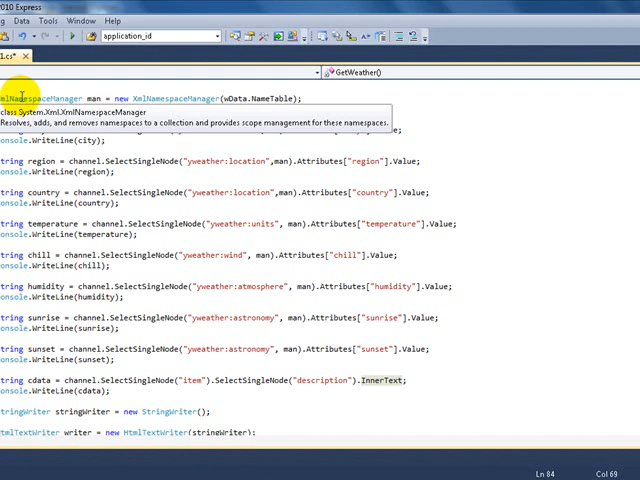 2010 Express
g Data Tools Window Help
application_id
1.cs* ×
GetWeather()
mlNamespaceManager man = new XmlNamespaceManager(wData.NameTable);
class System.Xml.XmlNamespaceManager
Resolves, adds, and removes namespaces to a collection and provides scope management for these namespaces.
onsole.WriteLine(city);
tring region = channel.SelectSingleNode("yweather:location",man).Attributes["region"].Value;
onsole.WriteLine(region);
tring country = channel.SelectSingleNode("yweather:location",man).Attributes["country"].Value;
onsole.WriteLine(country);
tring temperature = channel.SelectSingleNode("yweather:units", man).Attributes["temperature"].Value;
onsole.WriteLine(temperature);
tring chill = channel.SelectSingleNode("yweather:wind", man).Attributes["chill"].Value;
onsole.WriteLine(chill);
tring humidity = channel.SelectSingleNode("yweather:atmosphere", man).Attributes["humidity"].Value;
onsole.WriteLine(humidity);
tring sunrise = channel.SelectSingleNode("yweather:astronomy", man).Attributes["sunrise"].Value;
onsole.WriteLine(sunrise);
tring sunset = channel.SelectSingleNode("yweather:astronomy", man).Attributes["sunset"].Value;
onsole.WriteLine(sunset);
tring cdata = channel.SelectSingleNode("item").SelectSingleNode("description").InnerText;
onsole.WriteLine(cdata);
tringWriter stringWriter = new StringWriter();
tmlTextWriter writer = new HtmlTextWriter(stringWriter);
Ln 84 Col 69